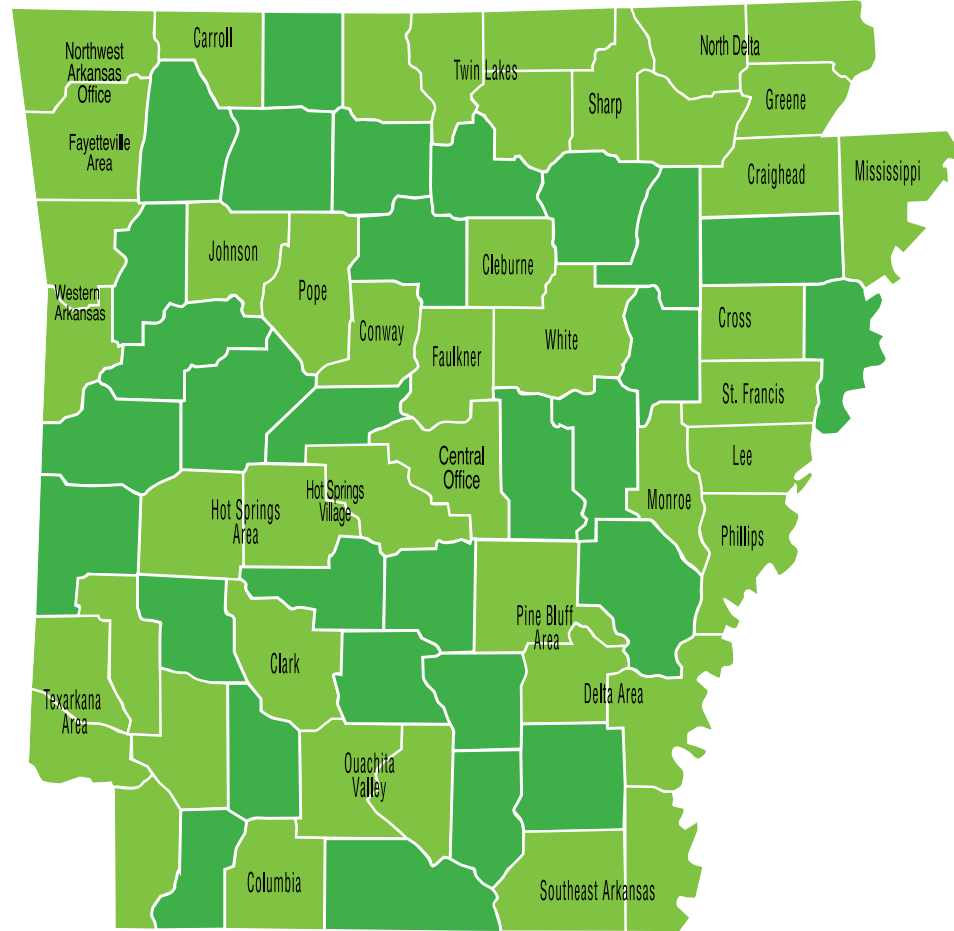 Carroll
Northwest
Arkansas
Office
Twin Lakes
North Delta
Sharp
Greene
Fayetteville
Area
Craighead
Mississippi
Johnson
Cleburne
Pope
Western
Arkansas
Conway
Faulkner
White
Cross
St. Francis
Central
Office
Lee
Hot Springs
Area
Hot Springs
Village
Monroe
Phillips
Pine Bluff
Area
Clark
Texarkana
Area
Delta Area
Ouachita
Valley
Columbia
Southeast Arkansas